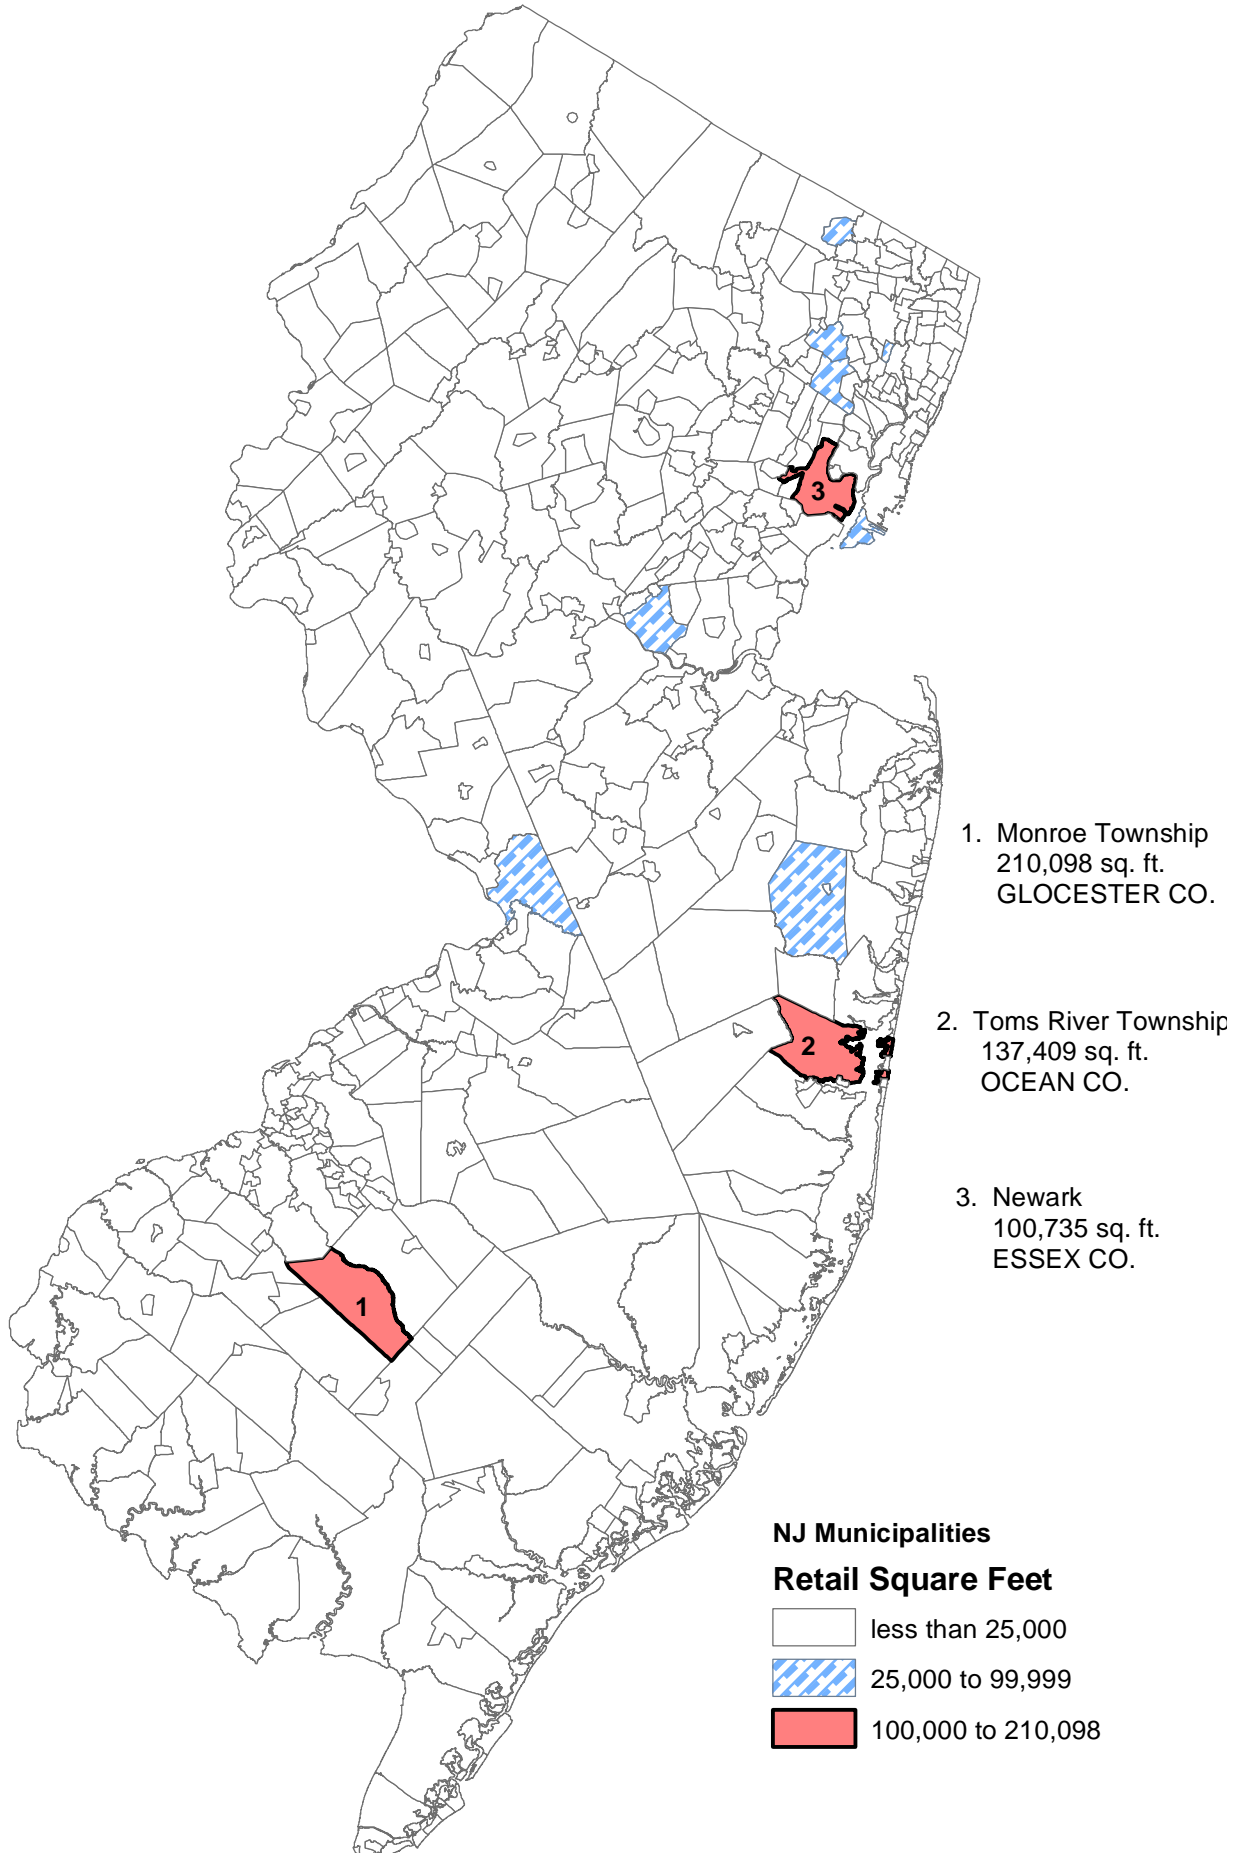 3
1. Monroe Township
210,098 sq. ft.
GLOCESTER CO.
2. Toms River Township
137,409 sq. ft.
OCEAN CO.
2
3. Newark
100,735 sq. ft.
ESSEX CO.
1
NJ Municipalities
Retail Square Feet
less than 25,000
25,000 to 99,999
100,000 to 210,098